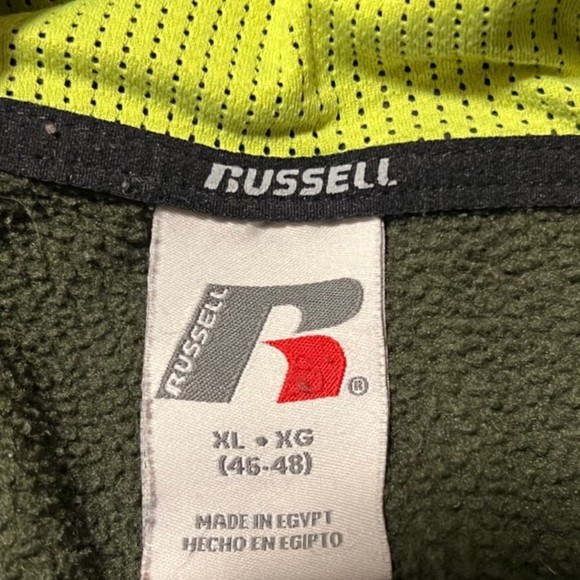 RUSSELL
RUSSELL
R
®
XL • XG
(46-48)
MADE IN EGYPT
HECHO EN EGIPTO